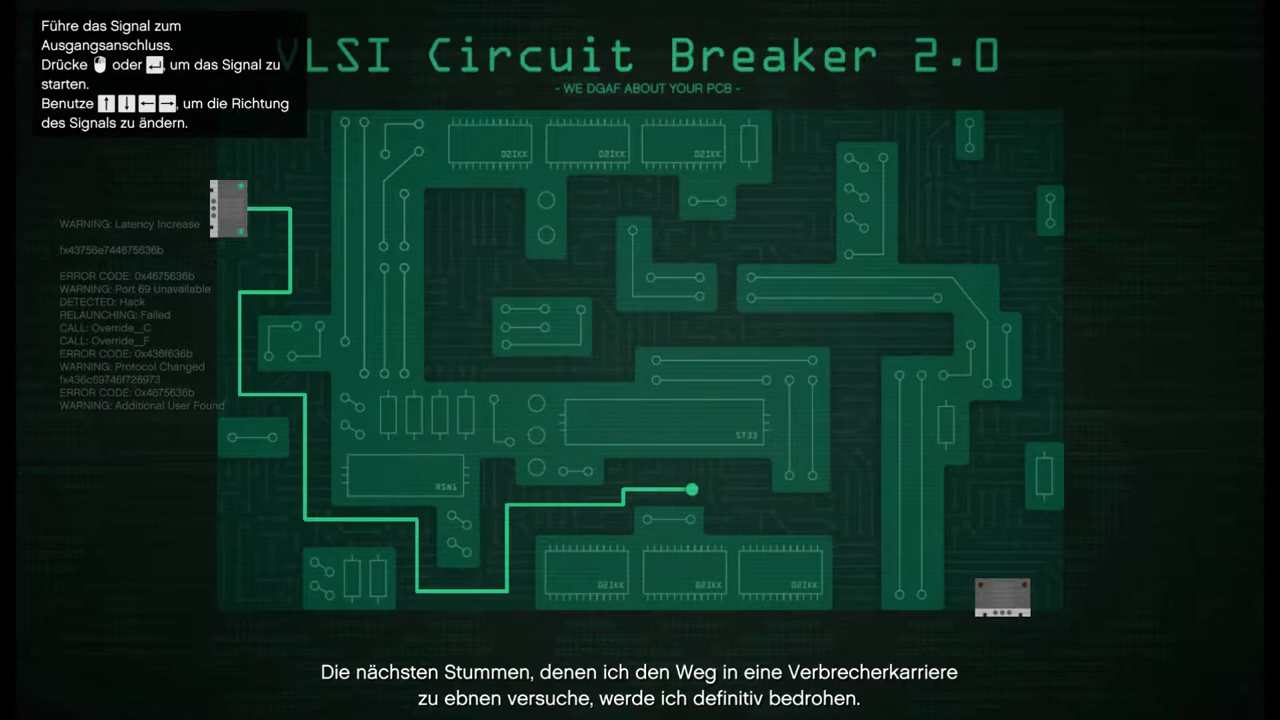 Führe das Signal zum
Ausgangsanschluss.
Drücke oder , um das Signal zu
starten.
Benutze ↑ ↓ ← → , um die Richtung
des Signals zu ändern.
VLSI Circuit Breaker 2.0
- WE DGAF ABOUT YOUR PCB -
WARNING: Latency Increase
fx43756e744675636b
ERROR CODE: 0x4675636b
WARNING: Port 69 Unavailable
DETECTED: Hack
RELAUNCHING: Failed
CALL: Override__C
CALL: Override__F
ERROR CODE: 0x436f636b
WARNING: Protocol Changed
fx436c69746f726973
ERROR CODE: 0x4675636b
WARNING: Additional User Found
Die nächsten Stummen, denen ich den Weg in eine Verbrecherkarriere
zu ebnen versuche, werde ich definitiv bedrohen.